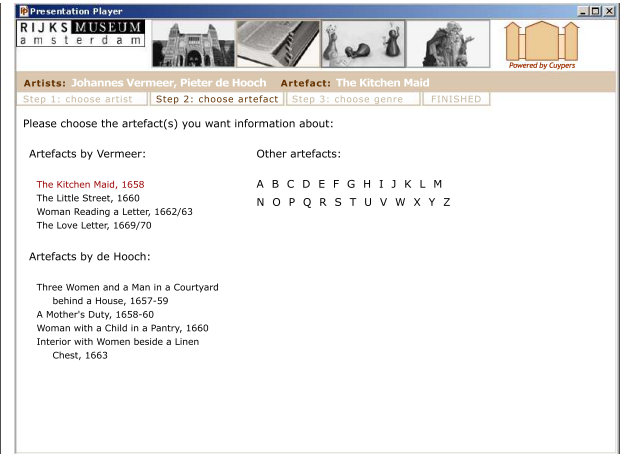 Presentation Player
RIJKS MUSEUM
amsterdam
Powered by Cuypers
Artists: Johannes Vermeer, Pieter de Hooch Artefact: The Kitchen Maid
Step 1: choose artist Step 2: choose artefact Step 3: choose genre FINISHED
Please choose the artefact(s) you want information about:
Artefacts by Vermeer:
The Kitchen Maid, 1658
The Little Street, 1660
Woman Reading a Letter, 1662/63
The Love Letter, 1669/70
Artefacts by de Hooch:
Three Women and a Man in a Courtyard
behind a House, 1657-59
A Mother's Duty, 1658-60
Woman with a Child in a Pantry, 1660
Interior with Women beside a Linen
Chest, 1663
Other artefacts:
A B C D E F G H I J K L M
N O P Q R S T U V W X Y Z